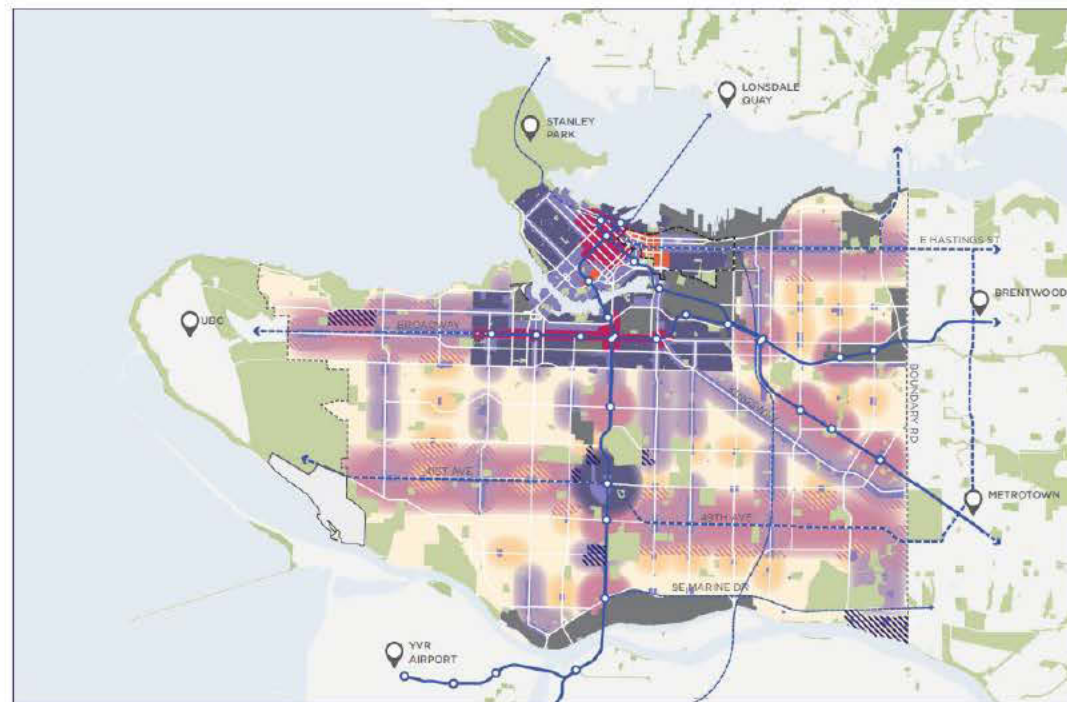 LONSDALE
QUAY
STANLEY
PARK
E HASTINGS ST
BRENTWOOD
UBC
BROADWAY
KINGSWAY
BOUNDARY RD
41ST AVE
METROTOWN
49TH AVE
SE MARINE DR
YVR
AIRPORT